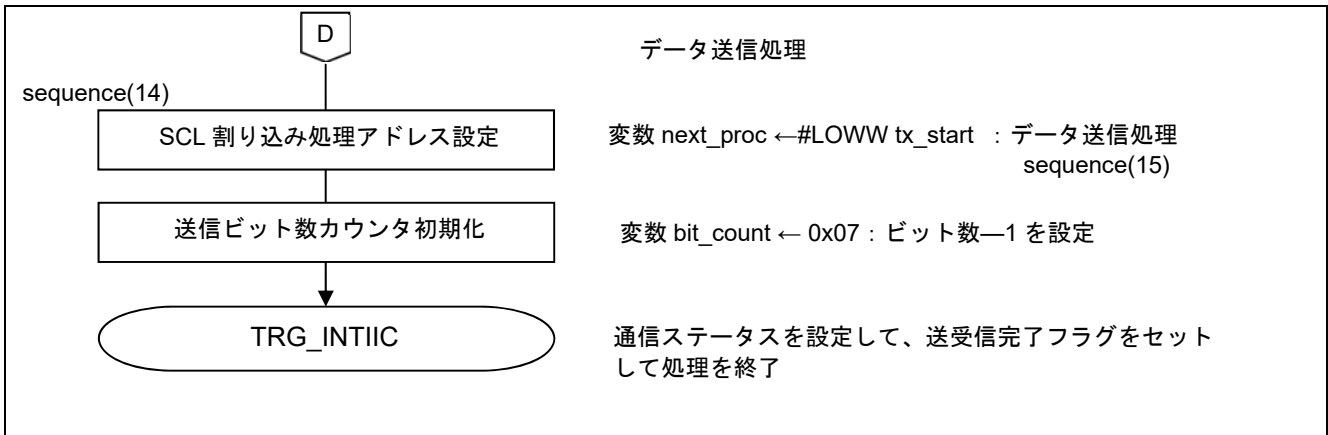 D
データ送信処理
sequence(14)
SCL 割り込み処理アドレス設定
変数 next_proc ←#LOWW tx_start ：データ送信処理
sequence(15)
送信ビット数カウンタ初期化
変数 bit_count ← 0x07：ビット数―1 を設定
TRG_INTIIC
通信ステータスを設定して、送受信完了フラグをセット
して処理を終了